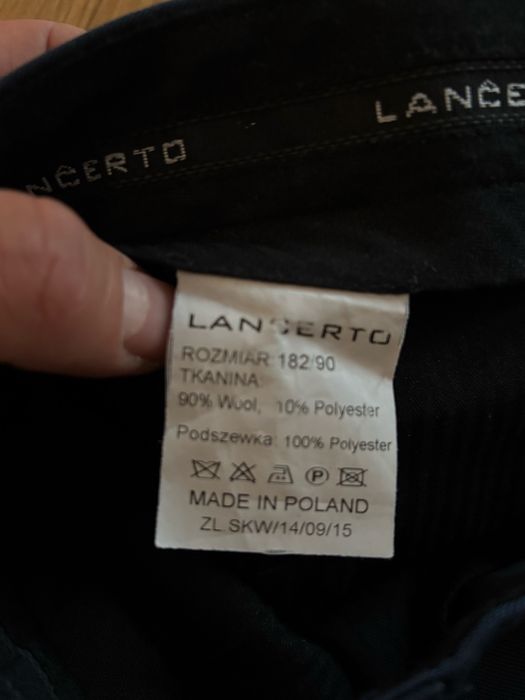 LANCE
NCERTO
LANCERTO
ROZMIAR 182/90
TKANINA:
90% Wool, 10% Polyester
Podszewka: 100% Polyester
P
MADE IN POLAND
ZL SKW/14/09/15